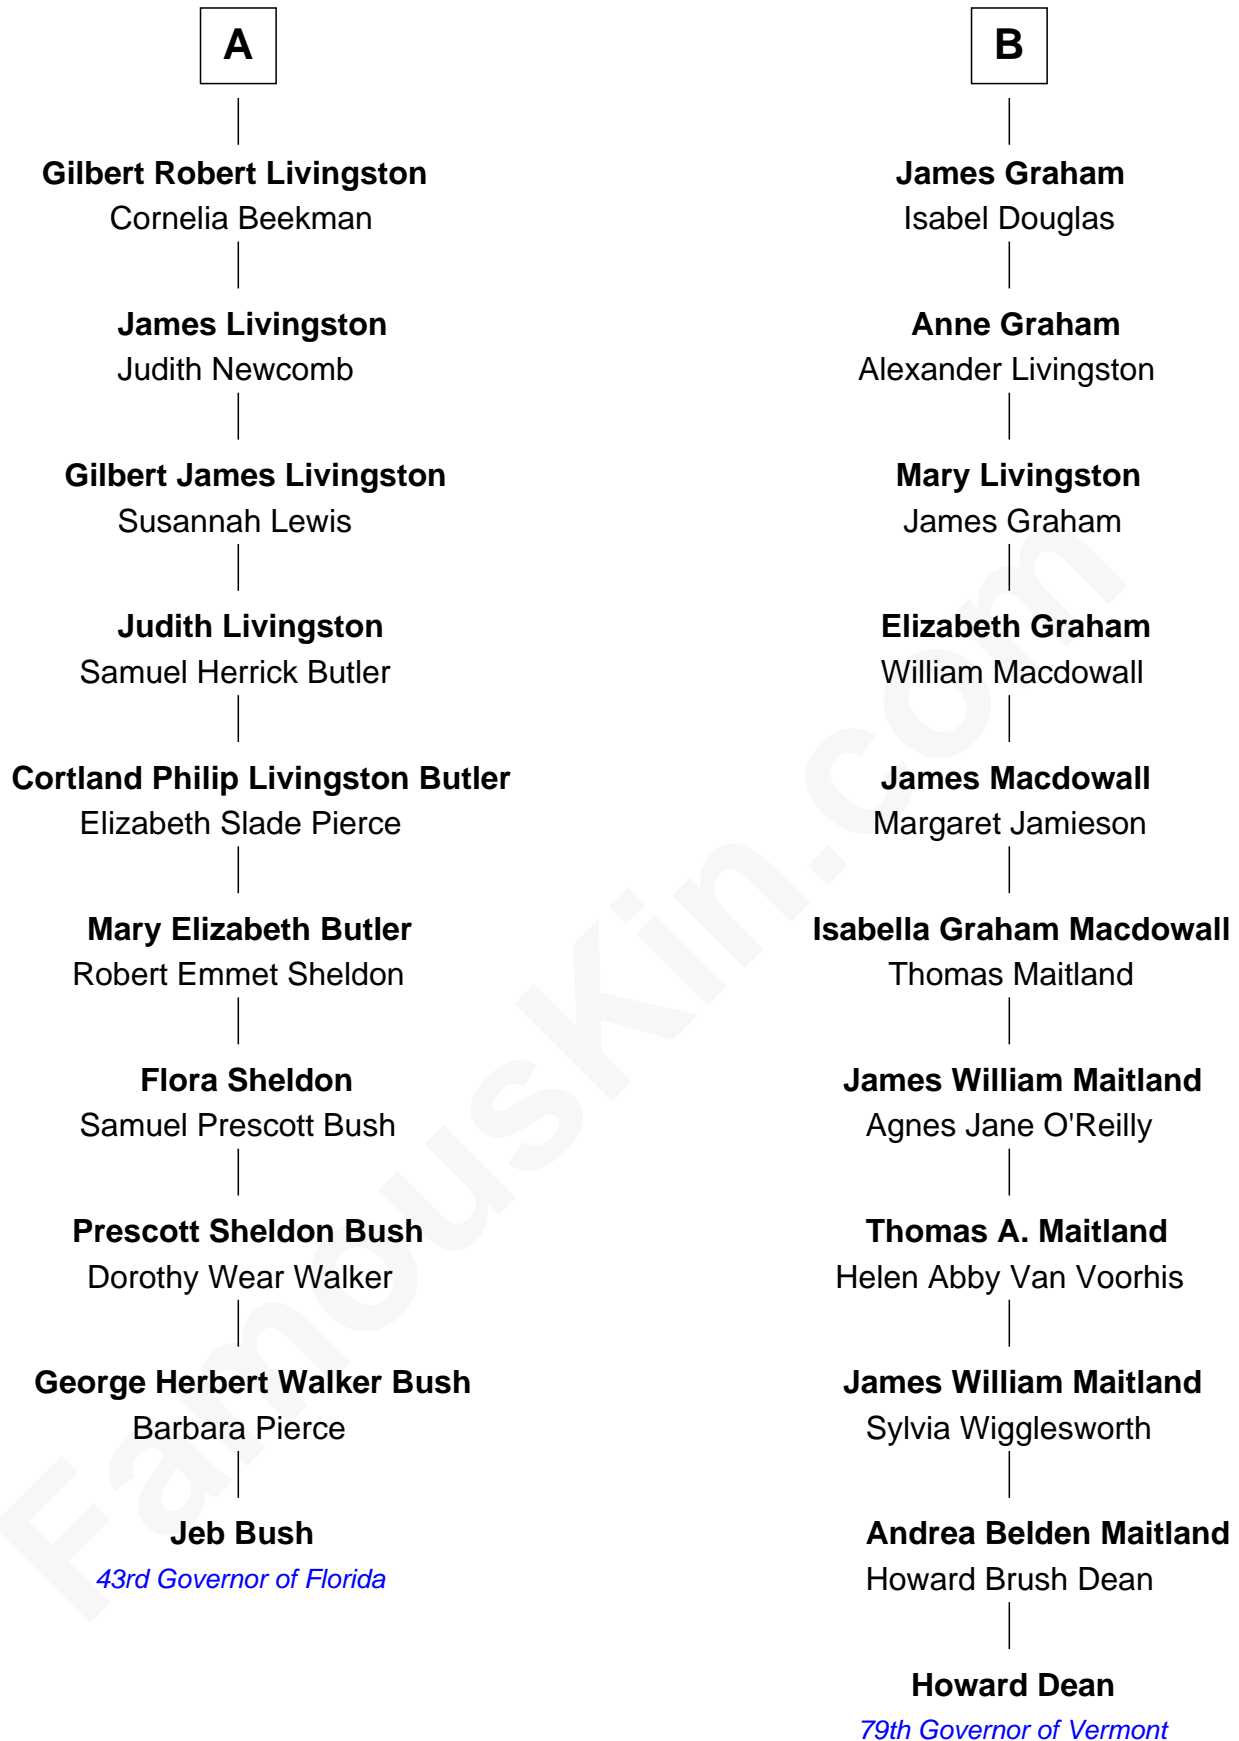 A
Gilbert Robert Livingston
Cornelia Beekman
James Livingston
Judith Newcomb
Gilbert James Livingston
Susannah Lewis
Judith Livingston
Samuel Herrick Butler
Cortland Philip Livingston Butler
Elizabeth Slade Pierce
Mary Elizabeth Butler
Robert Emmet Sheldon
Flora Sheldon
Samuel Prescott Bush
Prescott Sheldon Bush
Dorothy Wear Walker
George Herbert Walker Bush
Barbara Pierce
Jeb Bush
43rd Governor of Florida
B
James Graham
Isabel Douglas
Anne Graham
Alexander Livingston
Mary Livingston
James Graham
Elizabeth Graham
William Macdowall
James Macdowall
Margaret Jamieson
Isabella Graham Macdowall
Thomas Maitland
James William Maitland
Agnes Jane O'Reilly
Thomas A. Maitland
Helen Abby Van Voorhis
James William Maitland
Sylvia Wigglesworth
Andrea Belden Maitland
Howard Brush Dean
Howard Dean
79th Governor of Vermont
FamousKin.com